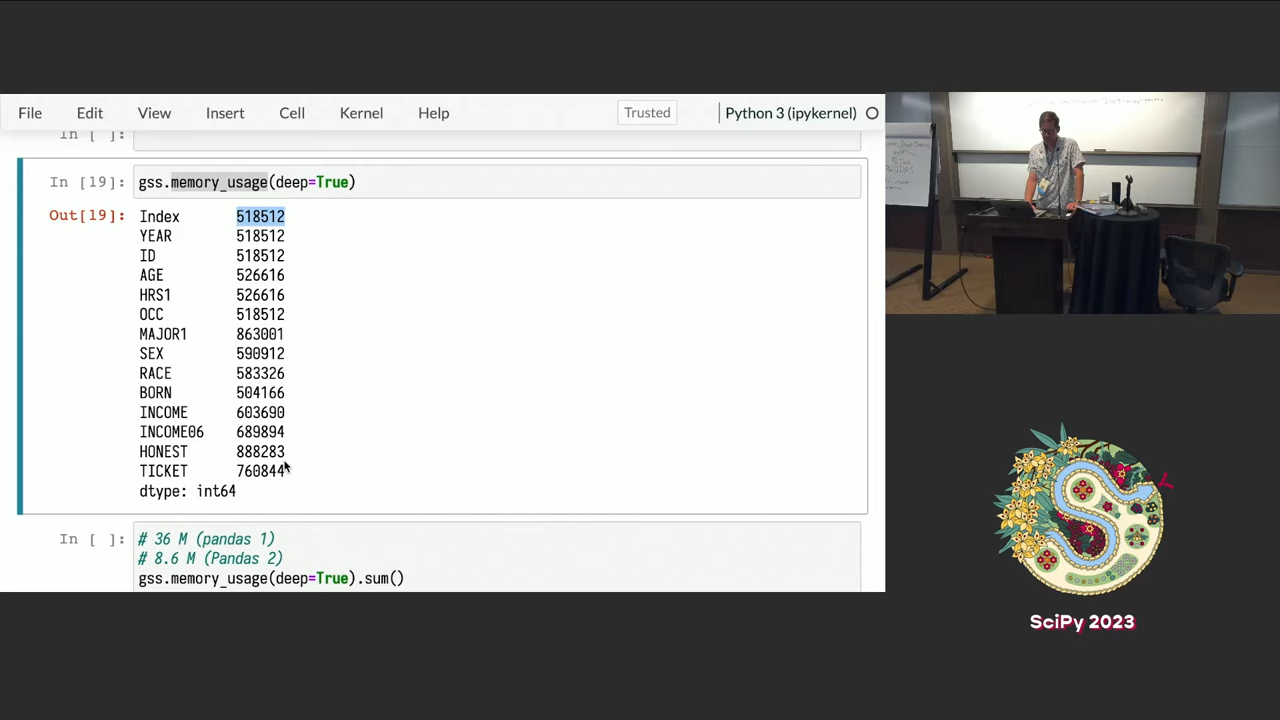 File Edit View Insert Cell Kernel Help Trusted Python 3 (ipykernel)
In [ ]:
In [19]: gss.memory_usage(deep=True)
Out[19]: Index 518512
YEAR 518512
ID 518512
AGE 526616
HRS1 526616
OCC 518512
MAJOR1 863001
SEX 590912
RACE 583326
BORN 504166
INCOME 603690
INCOME06 689894
HONEST 888283
TICKET 760844
dtype: int64
In [ ]: # 36 M (pandas 1)
# 8.6 M (Pandas 2)
gss.memory_usage(deep=True).sum()
SciPy 2023